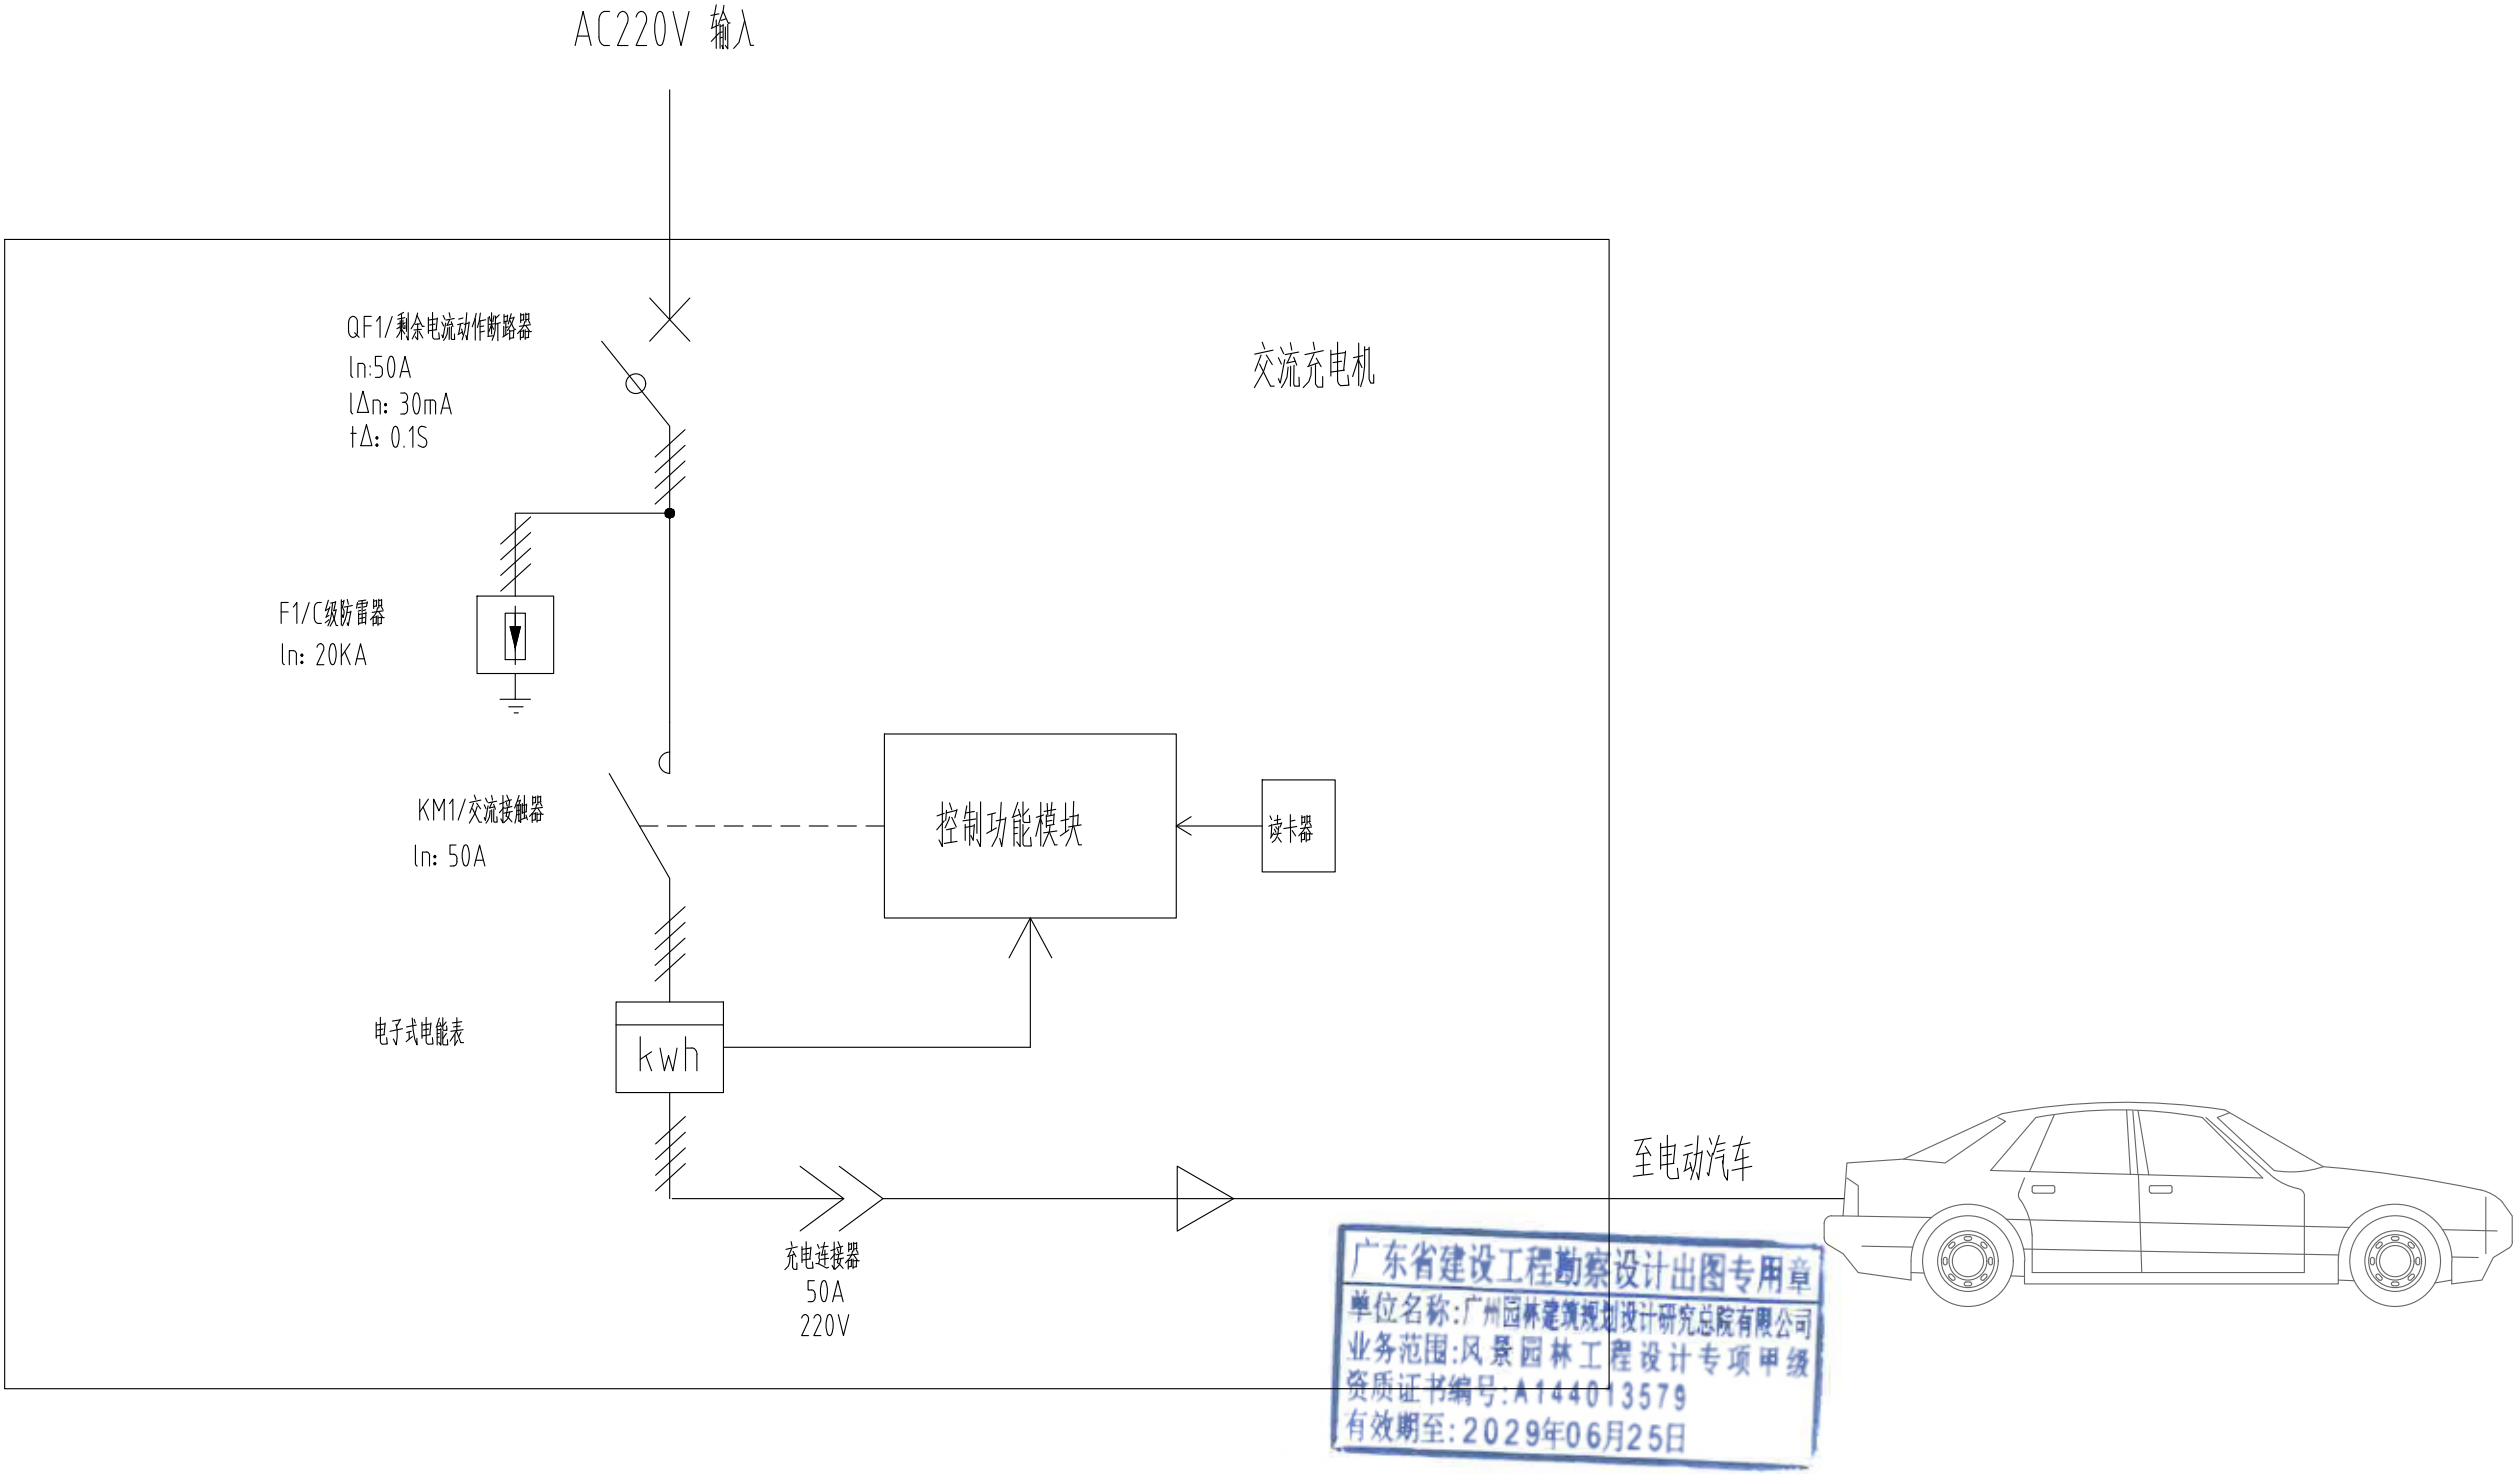 AC220V 输入
QF1/剩余电流动作断路器
In:50A
I△n: 30mA
t△: 0.1S
交流充电机
F1/C级防雷器
In: 20KA
KM1/交流接触器
In: 50A
控制功能模块
读卡器
电子式电能表
kwh
至电动汽车
充电连接器
50A
220V
广东省建设工程勘察设计出图专用章
单位名称:广州园林建筑规划设计研究总院有限公司
业务范围:风景园林工程设计专项甲级
资质证书编号:A144013579
有效期至:2029年06月25日